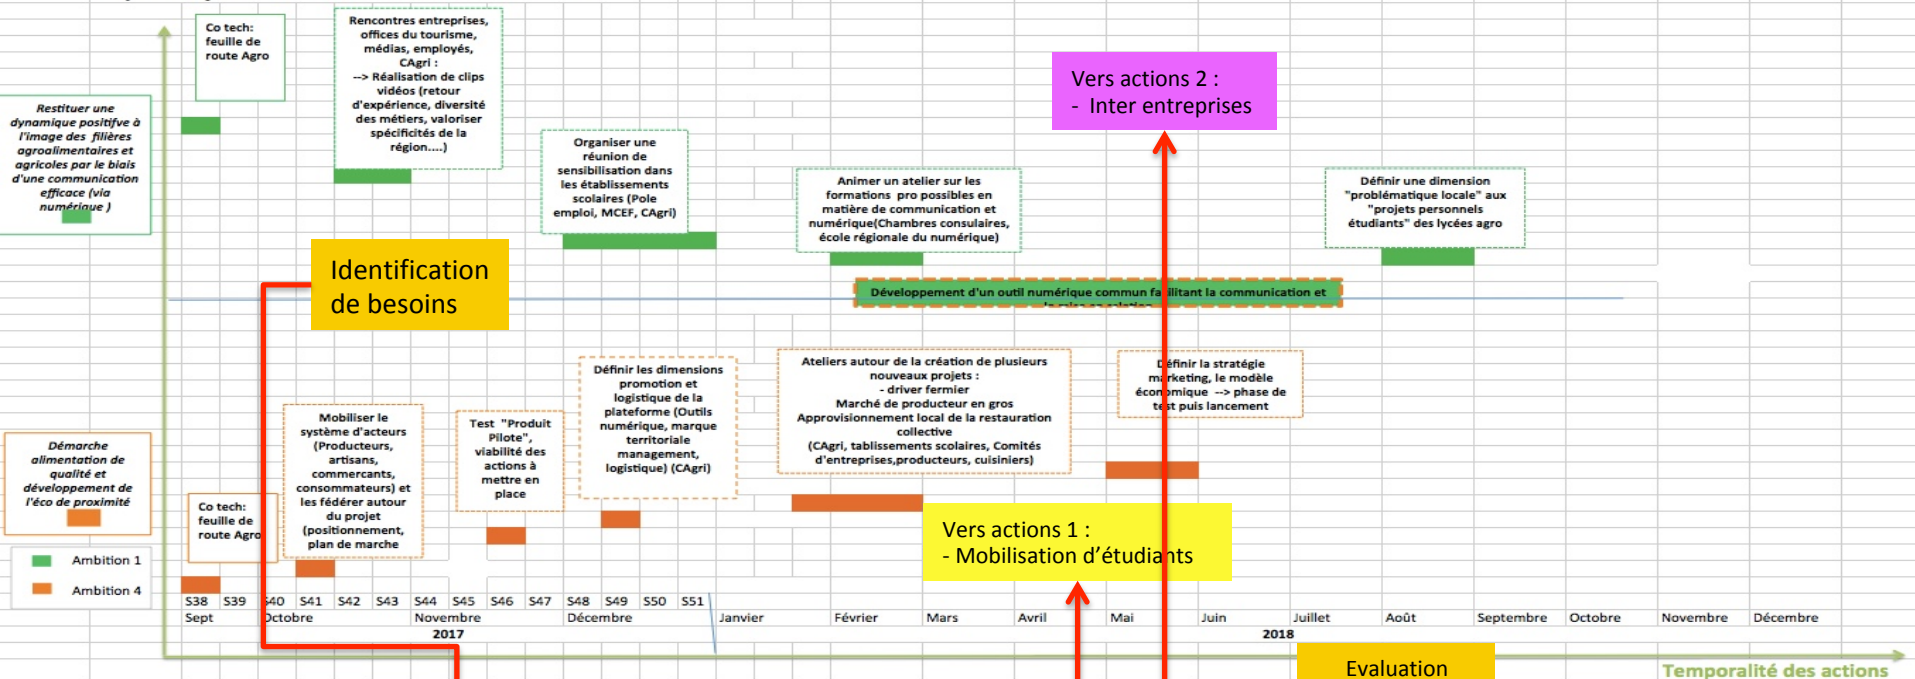 Co tech:
feuille de
route Agro
Rencontres entreprises,
offices du tourisme,
médias, employés,
CAgri :
--> Réalisation de clips
vidéos (retour
d'expérience, diversité
des métiers, valoriser
spécificités de la
région....)
Vers actions 2 :
- Inter entreprises
Restituer une
dynamique positifve à
l'image des filières
agroalimentaires et
agricoles par le biais
d'une communication
efficace (via
numérique )
Organiser une
réunion de
sensibilisation dans
les établissements
scolaires (Pole
emploi, MCEF, CAgri)
Animer un atelier sur les
formations pro possibles en
matière de communication et
numérique(Chambres consulaires,
école régionale du numérique)
Définir une dimension
"problématique locale" aux
"projets personnels
étudiants" des lycées agro
Identification
de besoins
Développement d'un outil numérique commun facilitant la communication et
la mise en relation
Démarche
alimentation de
qualité et
développement de
l'éco de proximité
Co tech:
feuille de
route Agro
Mobiliser le
système d'acteurs
(Producteurs,
artisans,
commercants,
consommateurs) et
les fédérer autour
du projet
(positionnement,
plan de marche
Test "Produit
Pilote",
viabilité des
actions à
mettre en
place
Définir les dimensions
promotion et
logistique de la
plateforme (Outils
numérique, marque
territoriale
management,
logistique) (CAgri)
Ateliers autour de la création de plusieurs
nouveaux projets :
- driver fermier
Marché de producteur en gros
Approvisionnement local de la restauration
collective
(CAgri, tablissements scolaires, Comités
d'entreprises,producteurs, cuisiniers)
Définir la stratégie
marketing, le modèle
économique --> phase de
test puis lancement
Vers actions 1 :
- Mobilisation d'étudiants
Ambition 1
Ambition 4
S38 S39 S40 S41 S42 S43 S44 S45 S46 S47 S48 S49 S50 S51
Sept Octobre Novembre Décembre Janvier Février Mars Avril Mai Juin Juillet Août Septembre Octobre Novembre Décembre
2017 2018
Evaluation
Temporalité des actions